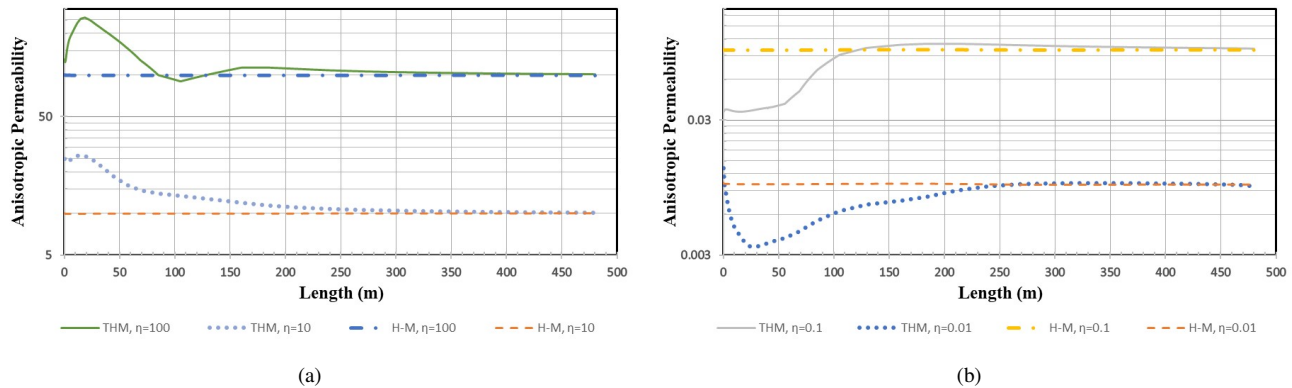 Anisotropic Permeability
50
5
0 50 100 150 200 250 300 350 400 450 500
Length (m)
THM, η=100 THM, η=10 H-M, η=100 H-M, η=10
(a)
Anisotropic Permeability
0.03
0.003
0 50 100 150 200 250 300 350 400 450 500
Length (m)
THM, η=0.1 THM, η=0.01 H-M, η=0.1 H-M, η=0.01
(b)